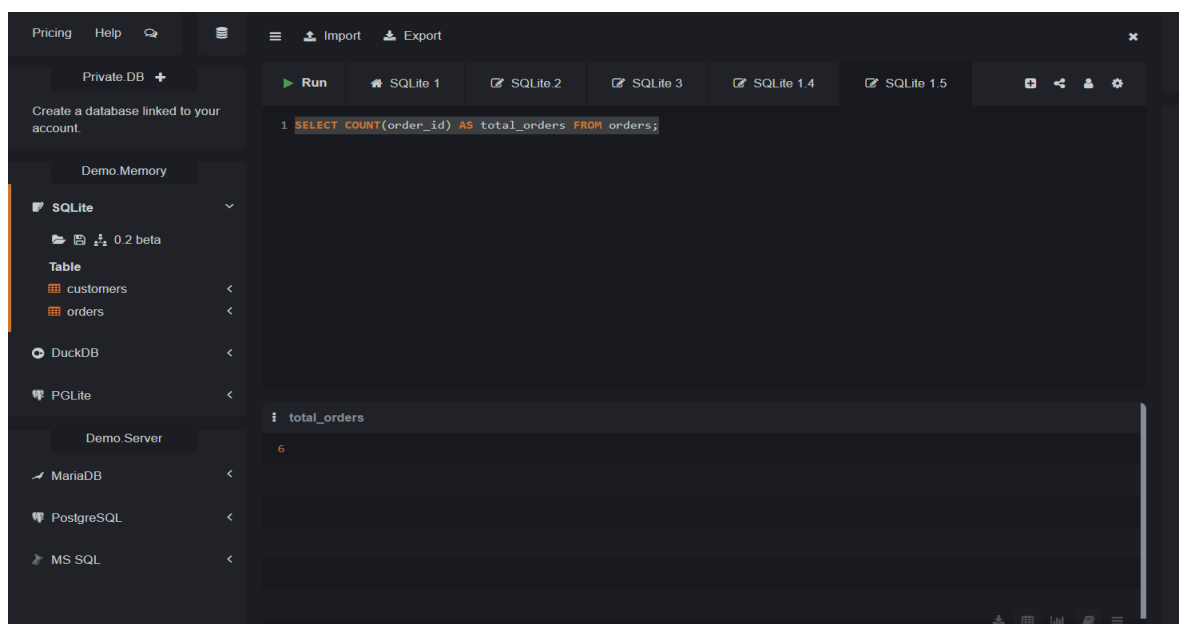 Pricing Help
Import Export
Private.DB
Run SQLite 1 SQLite.2 SQLite 3 SQLite 1.4 SQLite 1.5
Create a database linked to your
account.
1 SELECT COUNT(order_id) AS total_orders FROM orders;
Demo.Memory
SQLite
0.2 beta
Table
customers
orders
DuckDB
PGLite
total_orders
6
Demo.Server
MariaDB
PostgreSQL
MS SQL